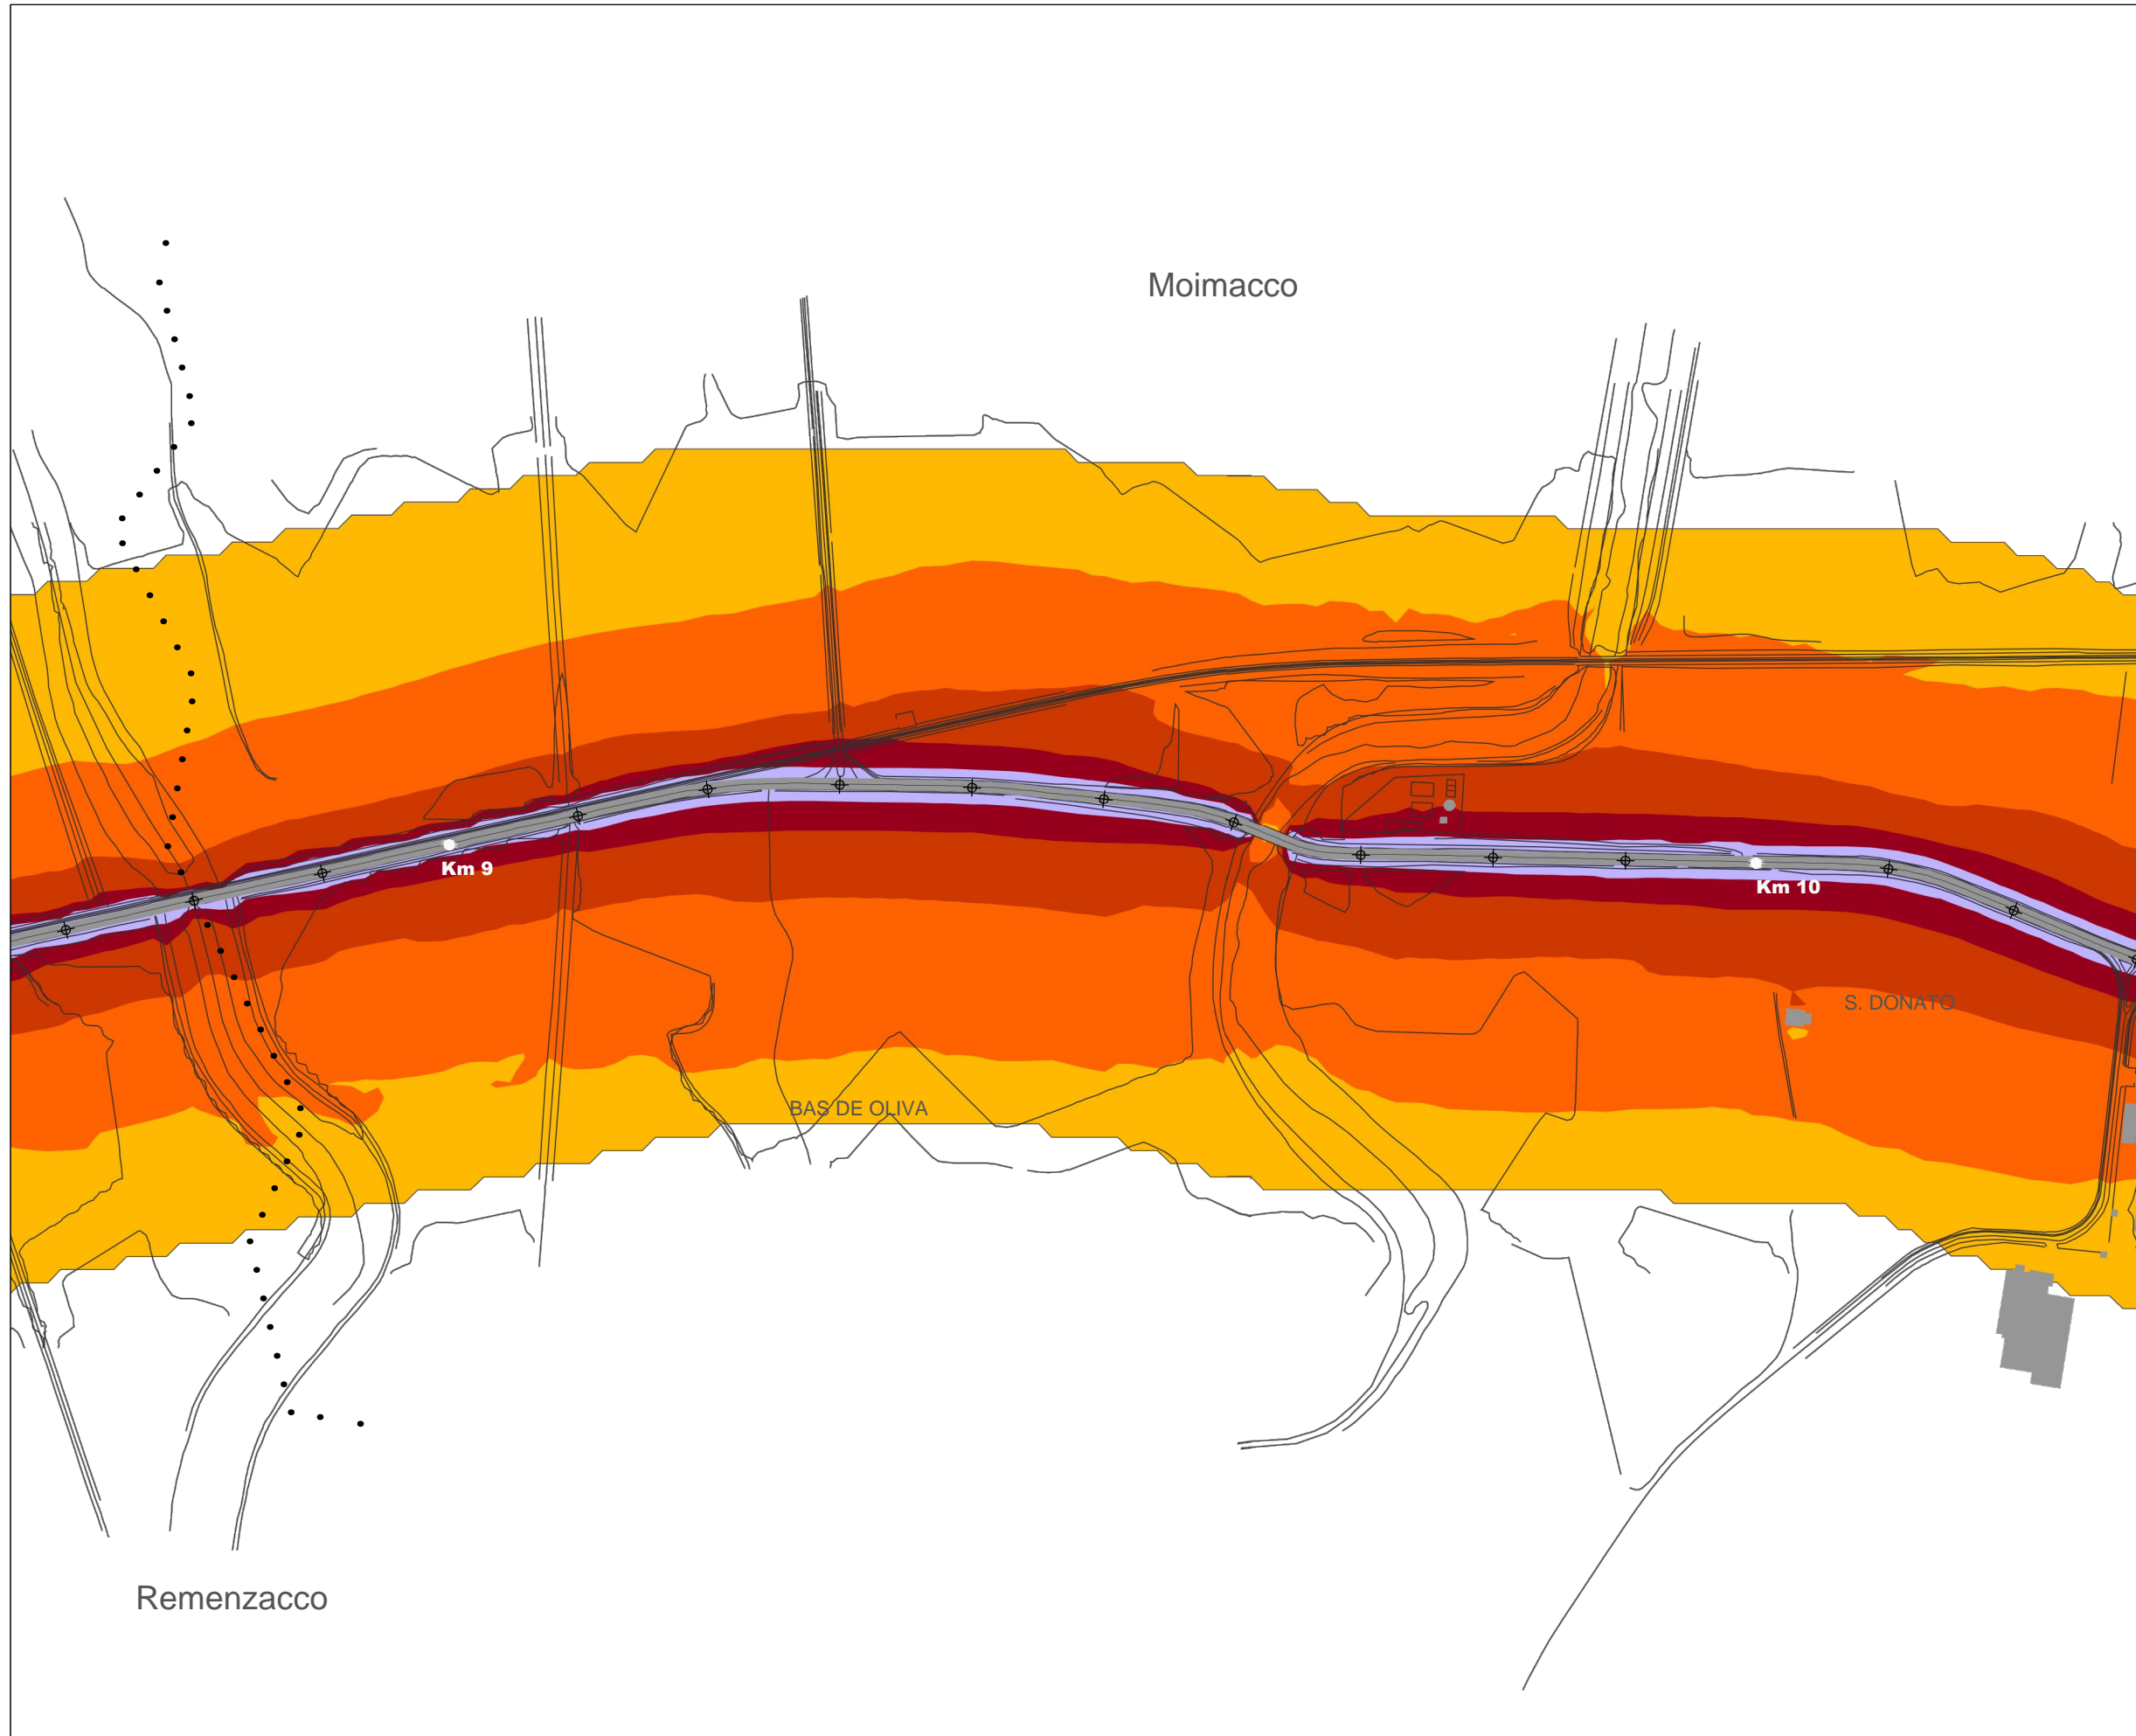 Moimacco
Km 9
Km 10
S. DONATO
BAS DE OLIVA
Remenzacco